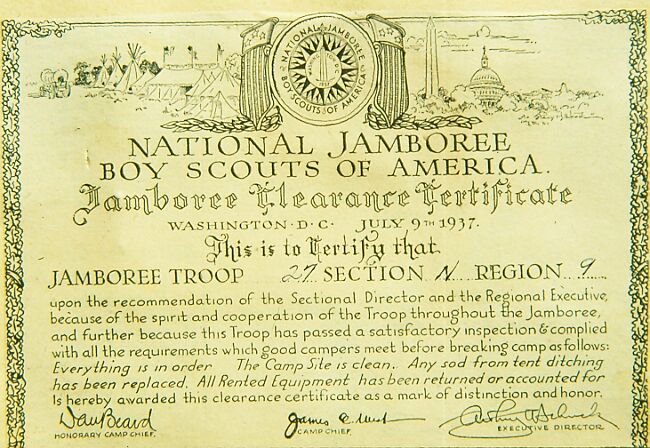 NATIONAL JAMBOREE
BOY SCOUTS OF AMERICA
NATIONAL JAMBOREE
BOY SCOUTS OF AMERICA.
Jamboree Clearance Certificate
WASHINGTON · D · C · JULY 9TH 1937.
This is to Certify that
JAMBOREE TROOP 27 SECTION N REGION 9
upon the recommendation of the Sectional Director and the Regional Executive,
because of the spirit and cooperation of the Troop throughout the Jamboree,
and further because this Troop has passed a satisfactory inspection & complied
with all the requirements which good campers meet before breaking camp as follows:
Everything is in order The Camp Site is clean. Any sod from tent ditching
has been replaced. All Rented Equipment has been returned or accounted for
Is hereby awarded this clearance certificate as a mark of distinction and honor.
Dan Beard James E. West
HONORARY CAMP CHIEF. CAMP CHIEF. EXECUTIVE DIRECTOR